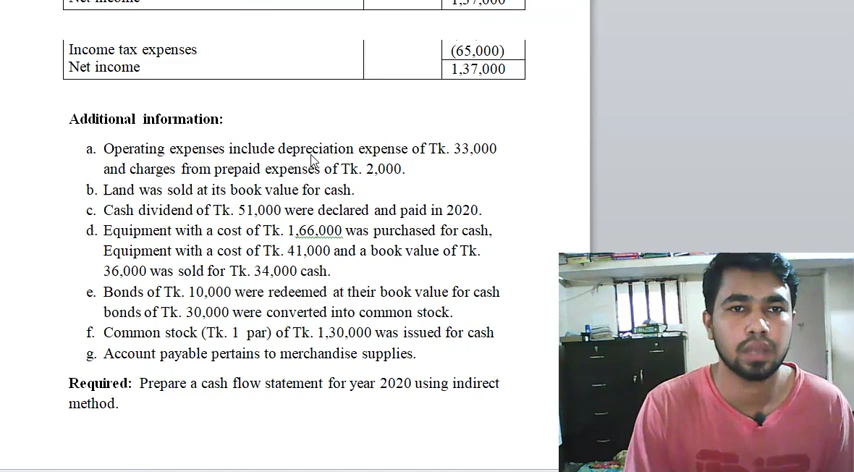 Net income 1,37,000
Income tax expenses (65,000)
Net income 1,37,000
Additional information:
a. Operating expenses include depreciation expense of Tk. 33,000
and charges from prepaid expenses of Tk. 2,000.
b. Land was sold at its book value for cash.
c. Cash dividend of Tk. 51,000 were declared and paid in 2020.
d. Equipment with a cost of Tk. 1,66,000 was purchased for cash,
Equipment with a cost of Tk. 41,000 and a book value of Tk.
36,000 was sold for Tk. 34,000 cash.
e. Bonds of Tk. 10,000 were redeemed at their book value for cash
bonds of Tk. 30,000 were converted into common stock.
f. Common stock (Tk. 1 par) of Tk. 1,30,000 was issued for cash
g. Account payable pertains to merchandise supplies.
Required: Prepare a cash flow statement for year 2020 using indirect
method.